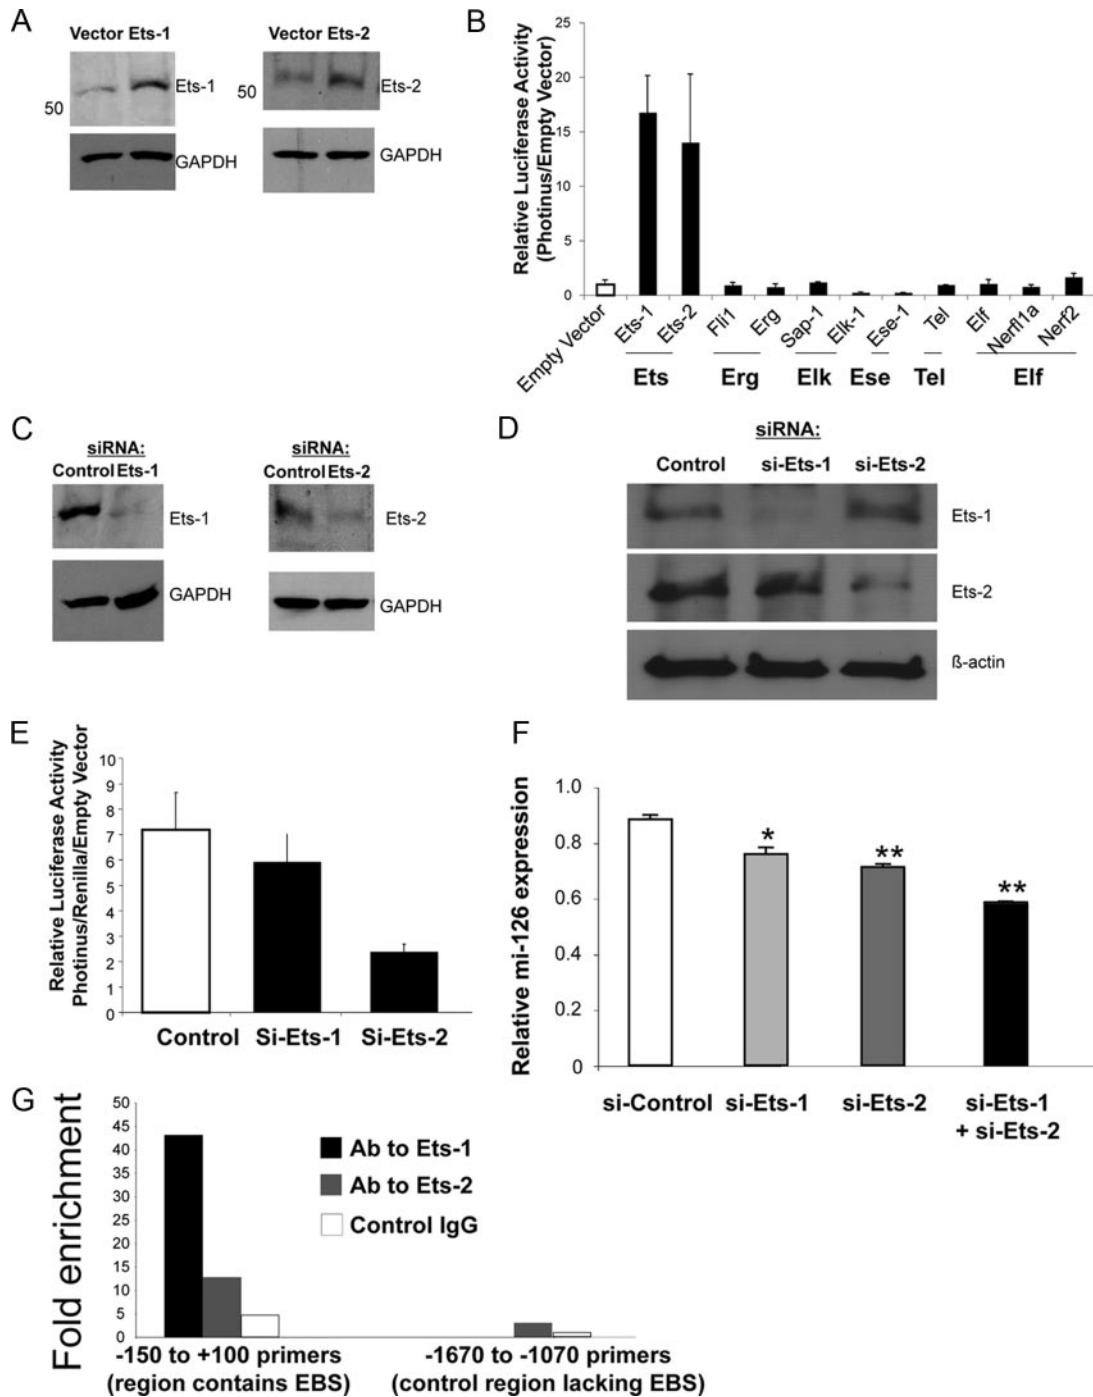 A
Vector Ets-1
50
Ets-1
GAPDH
Vector Ets-2
50
Ets-2
GAPDH
B
Relative Luciferase Activity
(Photinus/Empty Vector)
25
20
15
10
5
0
Empty Vector
Ets-1
Ets-2
Fli1
Erg
Sap-1
Elk-1
Ese-1
Tel
Elf
Nerfl1a
Nerf2
Ets
Erg
Elk
Ese
Tel
Elf
C
siRNA:
Control Ets-1
Ets-1
GAPDH
siRNA:
Control Ets-2
Ets-2
GAPDH
D
siRNA:
Control si-Ets-1 si-Ets-2
Ets-1
Ets-2
ß-actin
E
Relative Luciferase Activity
Photinus/Renilla/Empty Vector
10
9
8
7
6
5
4
3
2
1
0
Control Si-Ets-1 Si-Ets-2
F
Relative mi-126 expression
1.0
0.8
0.6
0.4
0.2
0
*
**
**
si-Control si-Ets-1 si-Ets-2 si-Ets-1
+ si-Ets-2
G
Fold enrichment
50
45
40
35
30
25
20
15
10
5
0
Ab to Ets-1
Ab to Ets-2
Control IgG
-150 to +100 primers
(region contains EBS)
-1670 to -1070 primers
(control region lacking EBS)